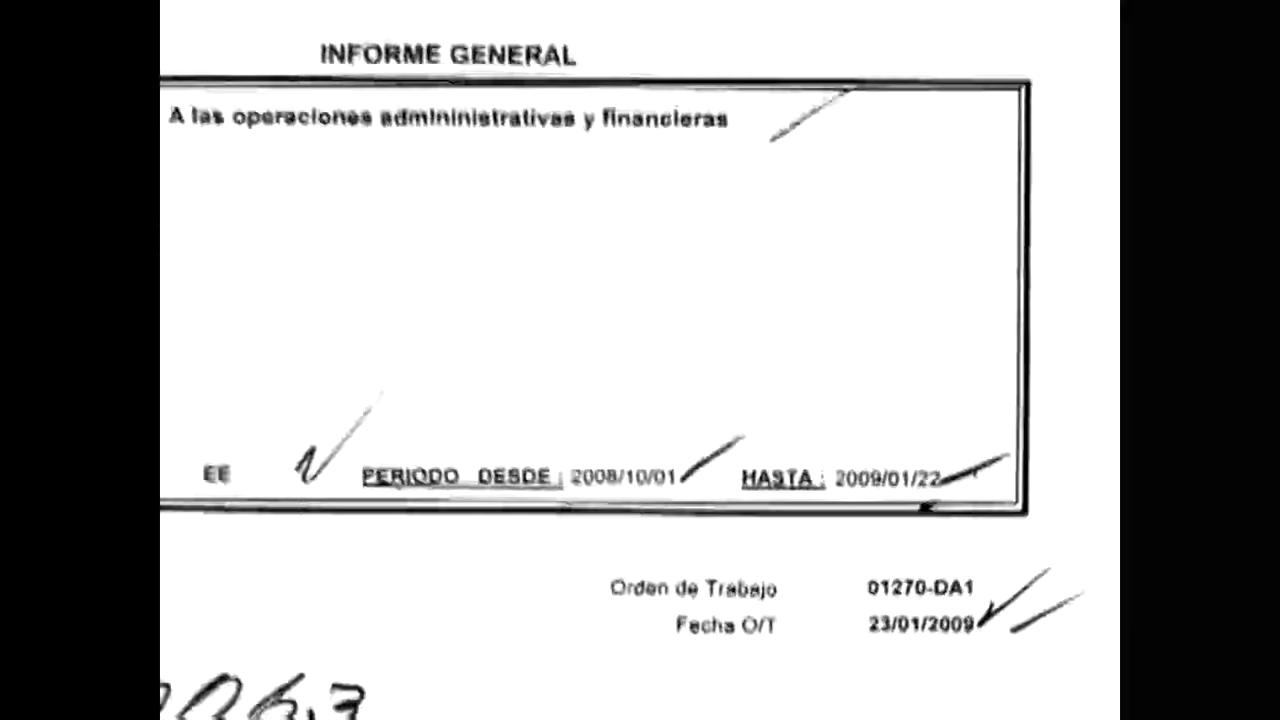 INFORME GENERAL
A las operaciones admininistrativas y financieras
EE PERIODO DESDE : 2008/10/01 HASTA : 2009/01/22
Orden de Trabajo 01270-DA1
Fecha O/T 23/01/2009